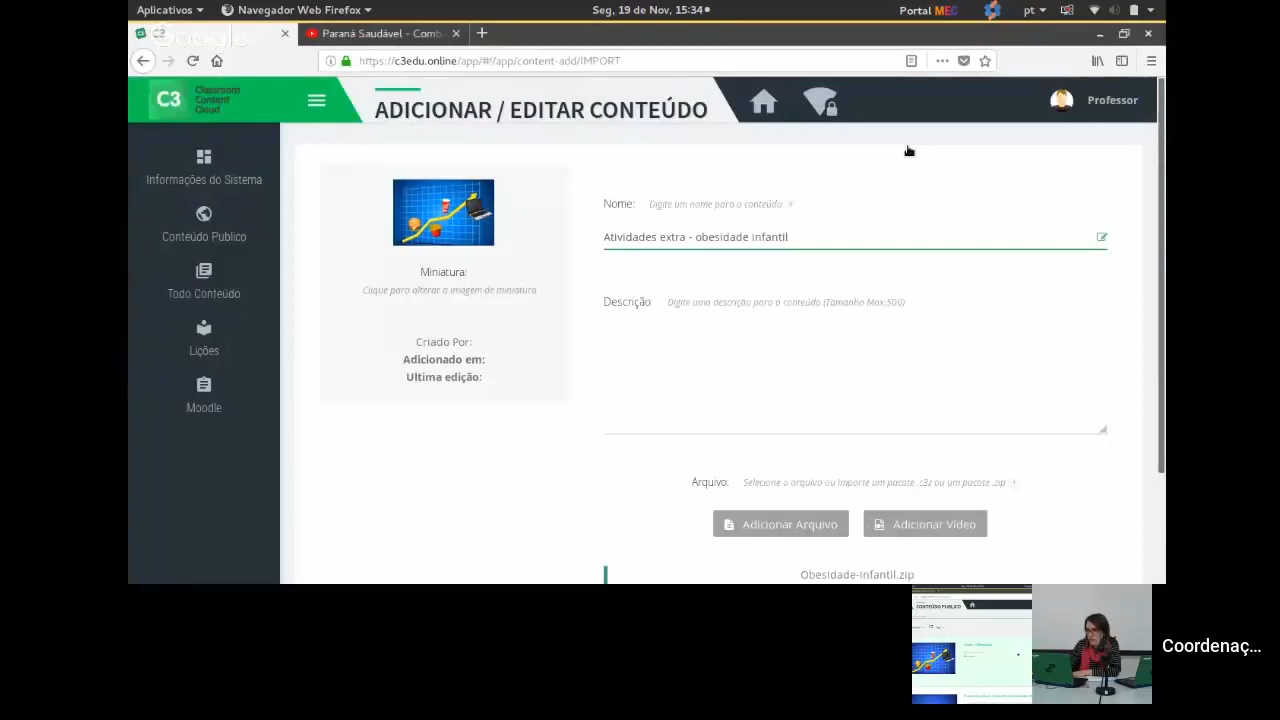 Aplicativos Navegador Web Firefox Seg, 19 de Nov, 15:34 Portal MEC pt
C3 Paraná Saudável - Comb
Google
https://c3edu.online/app/#!/app/content-add/IMPORT
C3 Classroom Content Cloud
ADICIONAR / EDITAR CONTEÚDO
Professor
Informações do Sistema
Conteúdo Publico
Todo Conteúdo
Lições
Moodle
Miniatura:
Clique para alterar a imagem de miniatura
Criado Por:
Adicionado em:
Ultima edição:
Nome: Digite um nome para o conteúdo *
Atividades extra - obesidade infantil
Descrição: Digite uma descrição para o conteúdo (Tamanho Max:500)
Arquivo: Selecione o arquivo ou importe um pacote .c3z ou um pacote .zip *
Adicionar Arquivo Adicionar Vídeo
Obesidade-Infantil.zip
CONTEÚDO PUBLICO
Coordenaç...